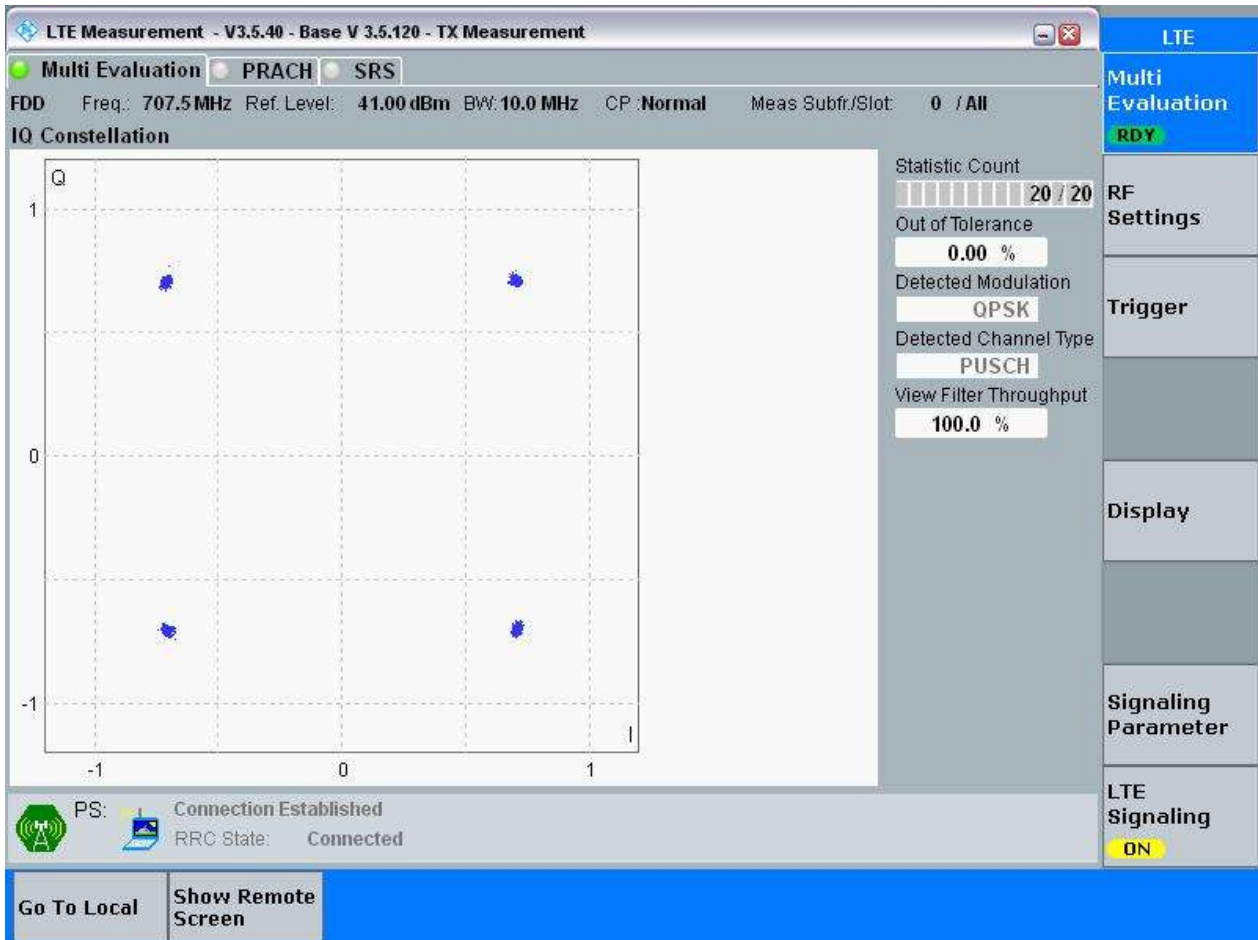 LTE Measurement - V3.5.40 - Base V 3.5.120 - TX Measurement
LTE
Multi Evaluation PRACH SRS
Multi
Evaluation
RDY
FDD Freq.: 707.5 MHz Ref. Level: 41.00 dBm BW: 10.0 MHz CP :Normal Meas Subfr./Slot: 0 / All
IQ Constellation
Q
1
0
-1
I
-1 0 1
Statistic Count
20 / 20
Out of Tolerance
0.00 %
Detected Modulation
QPSK
Detected Channel Type
PUSCH
View Filter Throughput
100.0 %
RF
Settings
Trigger
Display
Signaling
Parameter
LTE
Signaling
ON
PS: Connection Established
RRC State: Connected
Go To Local
Show Remote
Screen